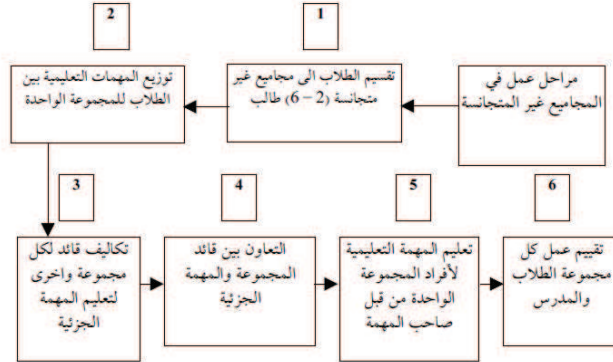 مراحل عمل في
المجاميع غير المتجانسة
1
تقسيم الطلاب الى مجاميع غير
متجانسة (2 – 6) طالب
2
توزيع المهمات التعليمية بين
الطلاب للمجموعة الواحدة
3
تكاليف قائد لكل
مجموعة واخرى
لتعليم المهمة
الجزئية
4
التعاون بين قائد
المجموعة والمهمة
الجزئية
5
تعليم المهمة التعليمية
لأفراد المجموعة
الواحدة من قبل
صاحب المهمة
6
تقييم عمل كل
مجموعة الطلاب
والمدرس